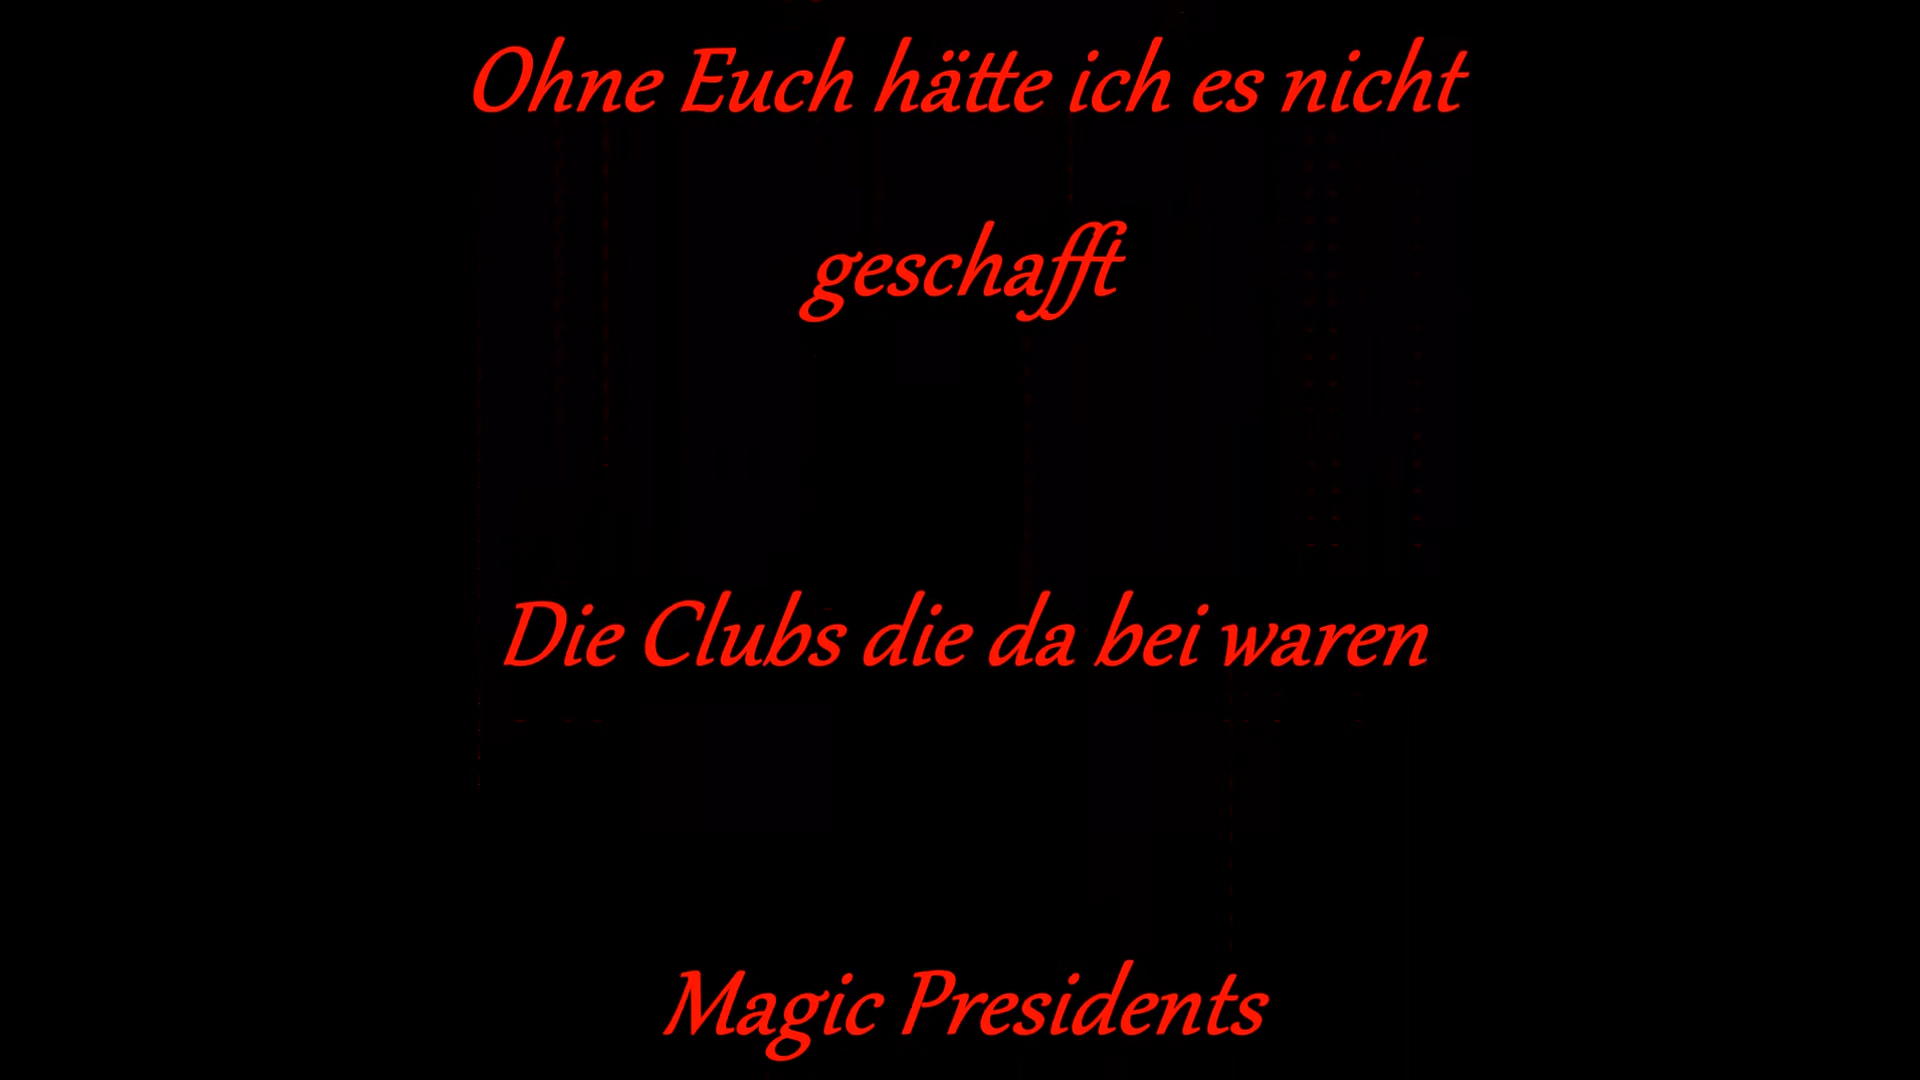 Ohne Euch hätte ich es nicht
geschafft
Die Clubs die da bei waren
Magic Presidents